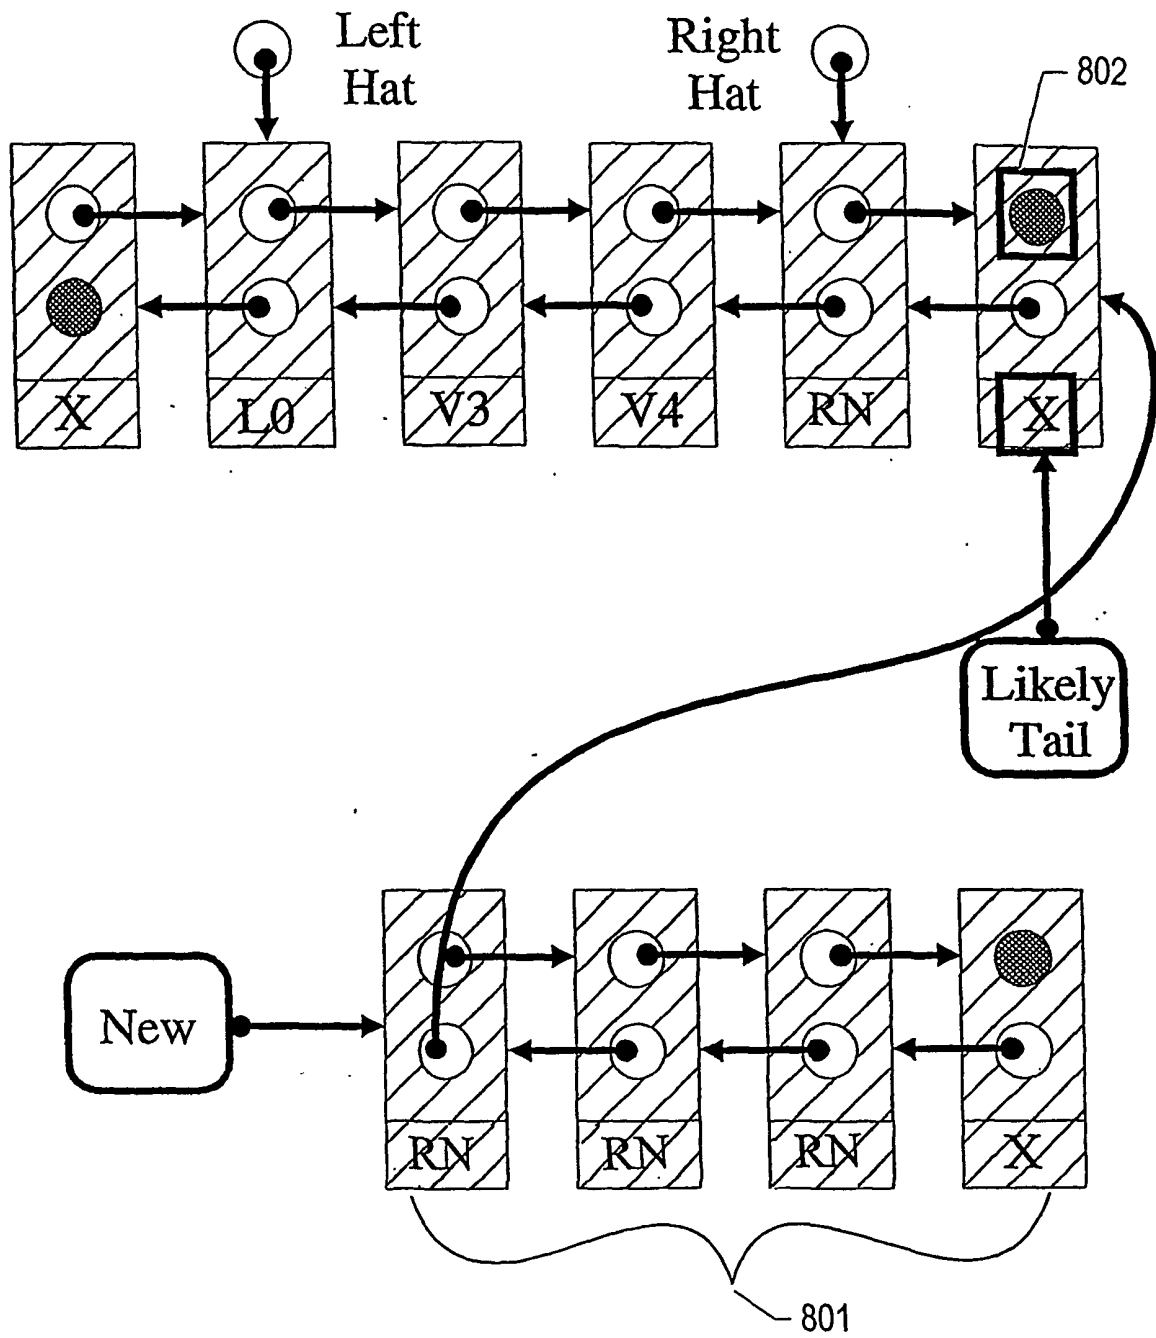 Left
Hat
Right
Hat
802
X
L0
V3
V4
RN
X
Likely
Tail
New
RN
RN
RN
X
801